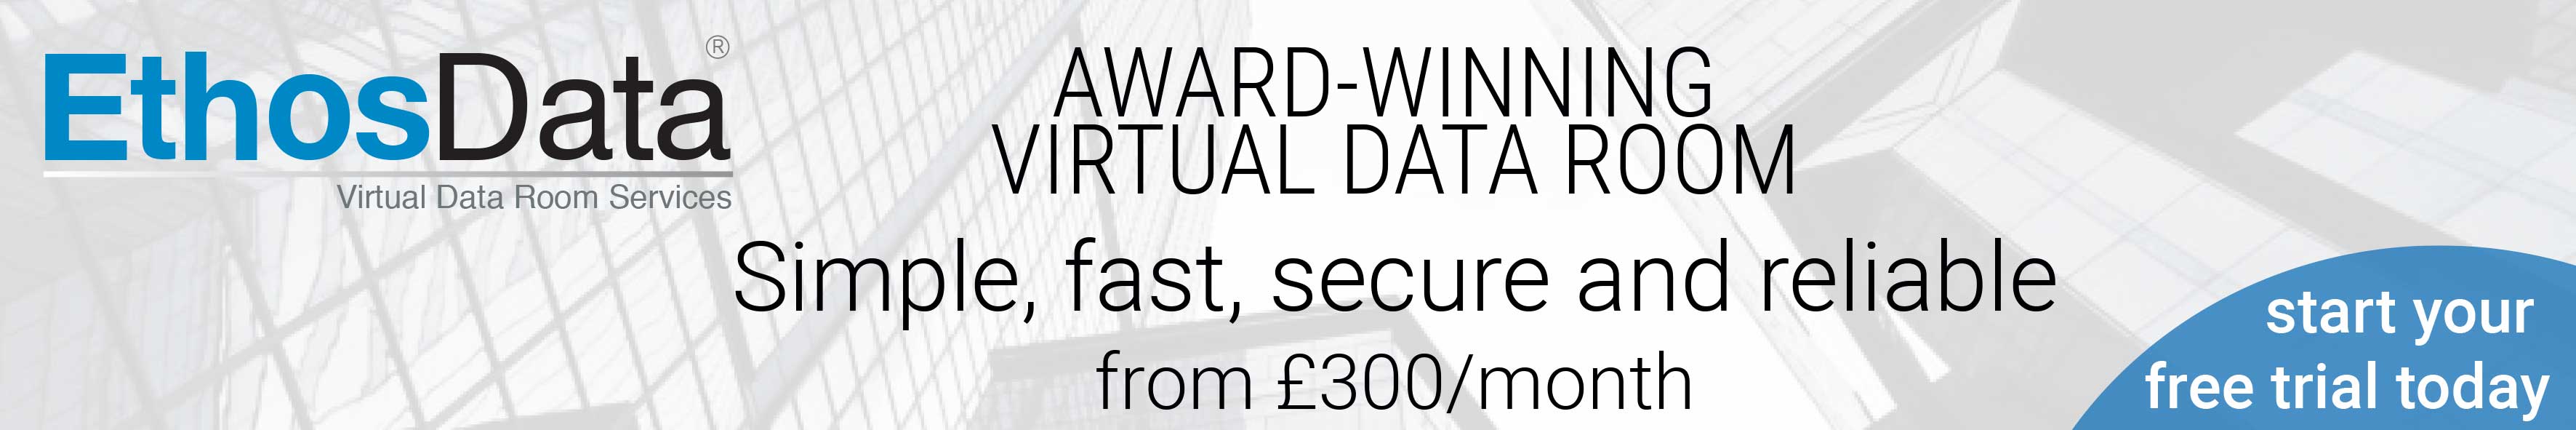 EthosData®
Virtual Data Room Services
AWARD-WINNING
VIRTUAL DATA ROOM
Simple, fast, secure and reliable
from £300/month
start your
free trial today